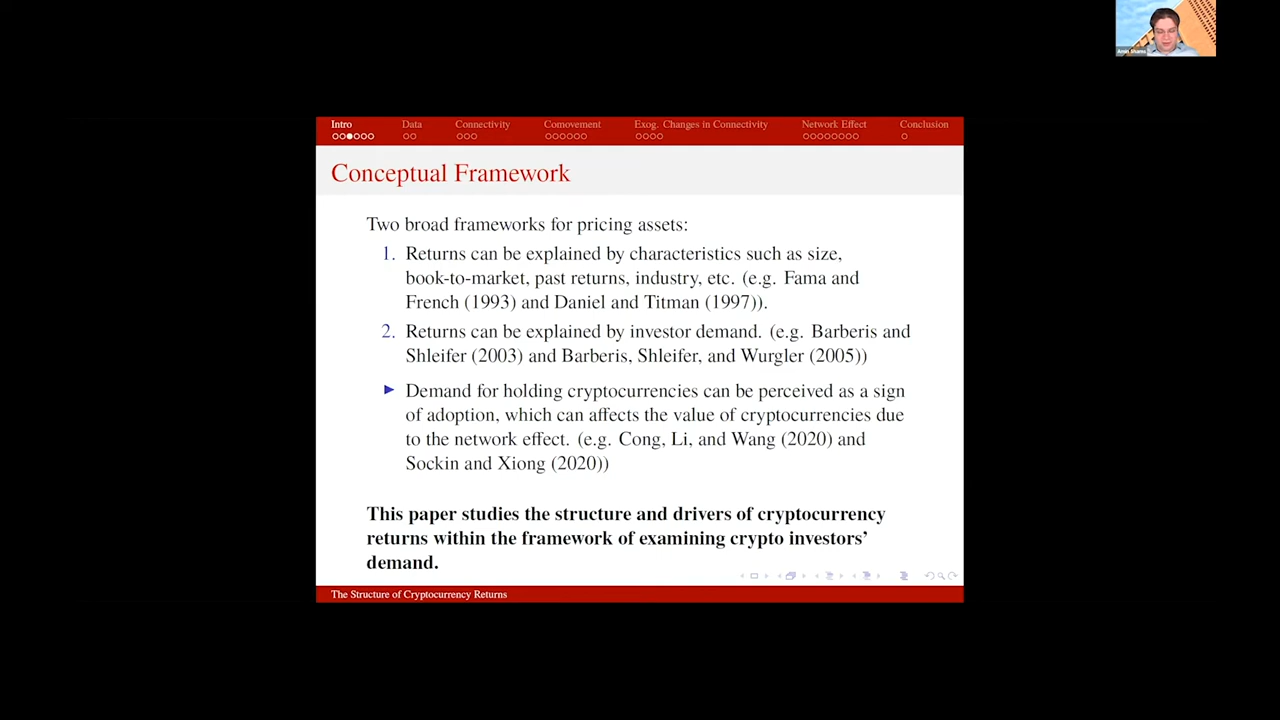 Amin Shams
Intro Data Connectivity Comovement Exog. Changes in Connectivity Network Effect Conclusion
Conceptual Framework
Two broad frameworks for pricing assets:
1. Returns can be explained by characteristics such as size,
book-to-market, past returns, industry, etc. (e.g. Fama and
French (1993) and Daniel and Titman (1997)).
2. Returns can be explained by investor demand. (e.g. Barberis and
Shleifer (2003) and Barberis, Shleifer, and Wurgler (2005))
▶ Demand for holding cryptocurrencies can be perceived as a sign
of adoption, which can affects the value of cryptocurrencies due
to the network effect. (e.g. Cong, Li, and Wang (2020) and
Sockin and Xiong (2020))
This paper studies the structure and drivers of cryptocurrency
returns within the framework of examining crypto investors'
demand.
The Structure of Cryptocurrency Returns